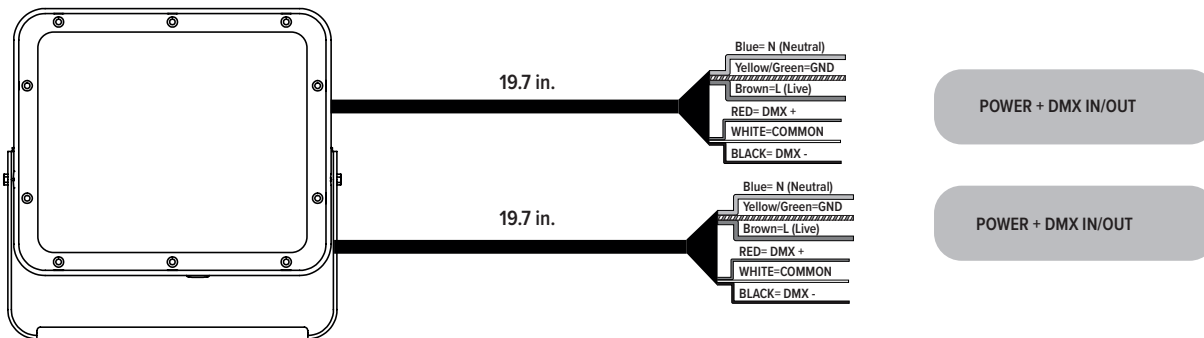 Blue= N (Neutral)
Yellow/Green=GND
Brown=L (Live)
RED= DMX +
WHITE=COMMON
BLACK= DMX -
19.7 in.
POWER + DMX IN/OUT
Blue= N (Neutral)
Yellow/Green=GND
Brown=L (Live)
RED= DMX +
WHITE=COMMON
BLACK= DMX -
19.7 in.
POWER + DMX IN/OUT